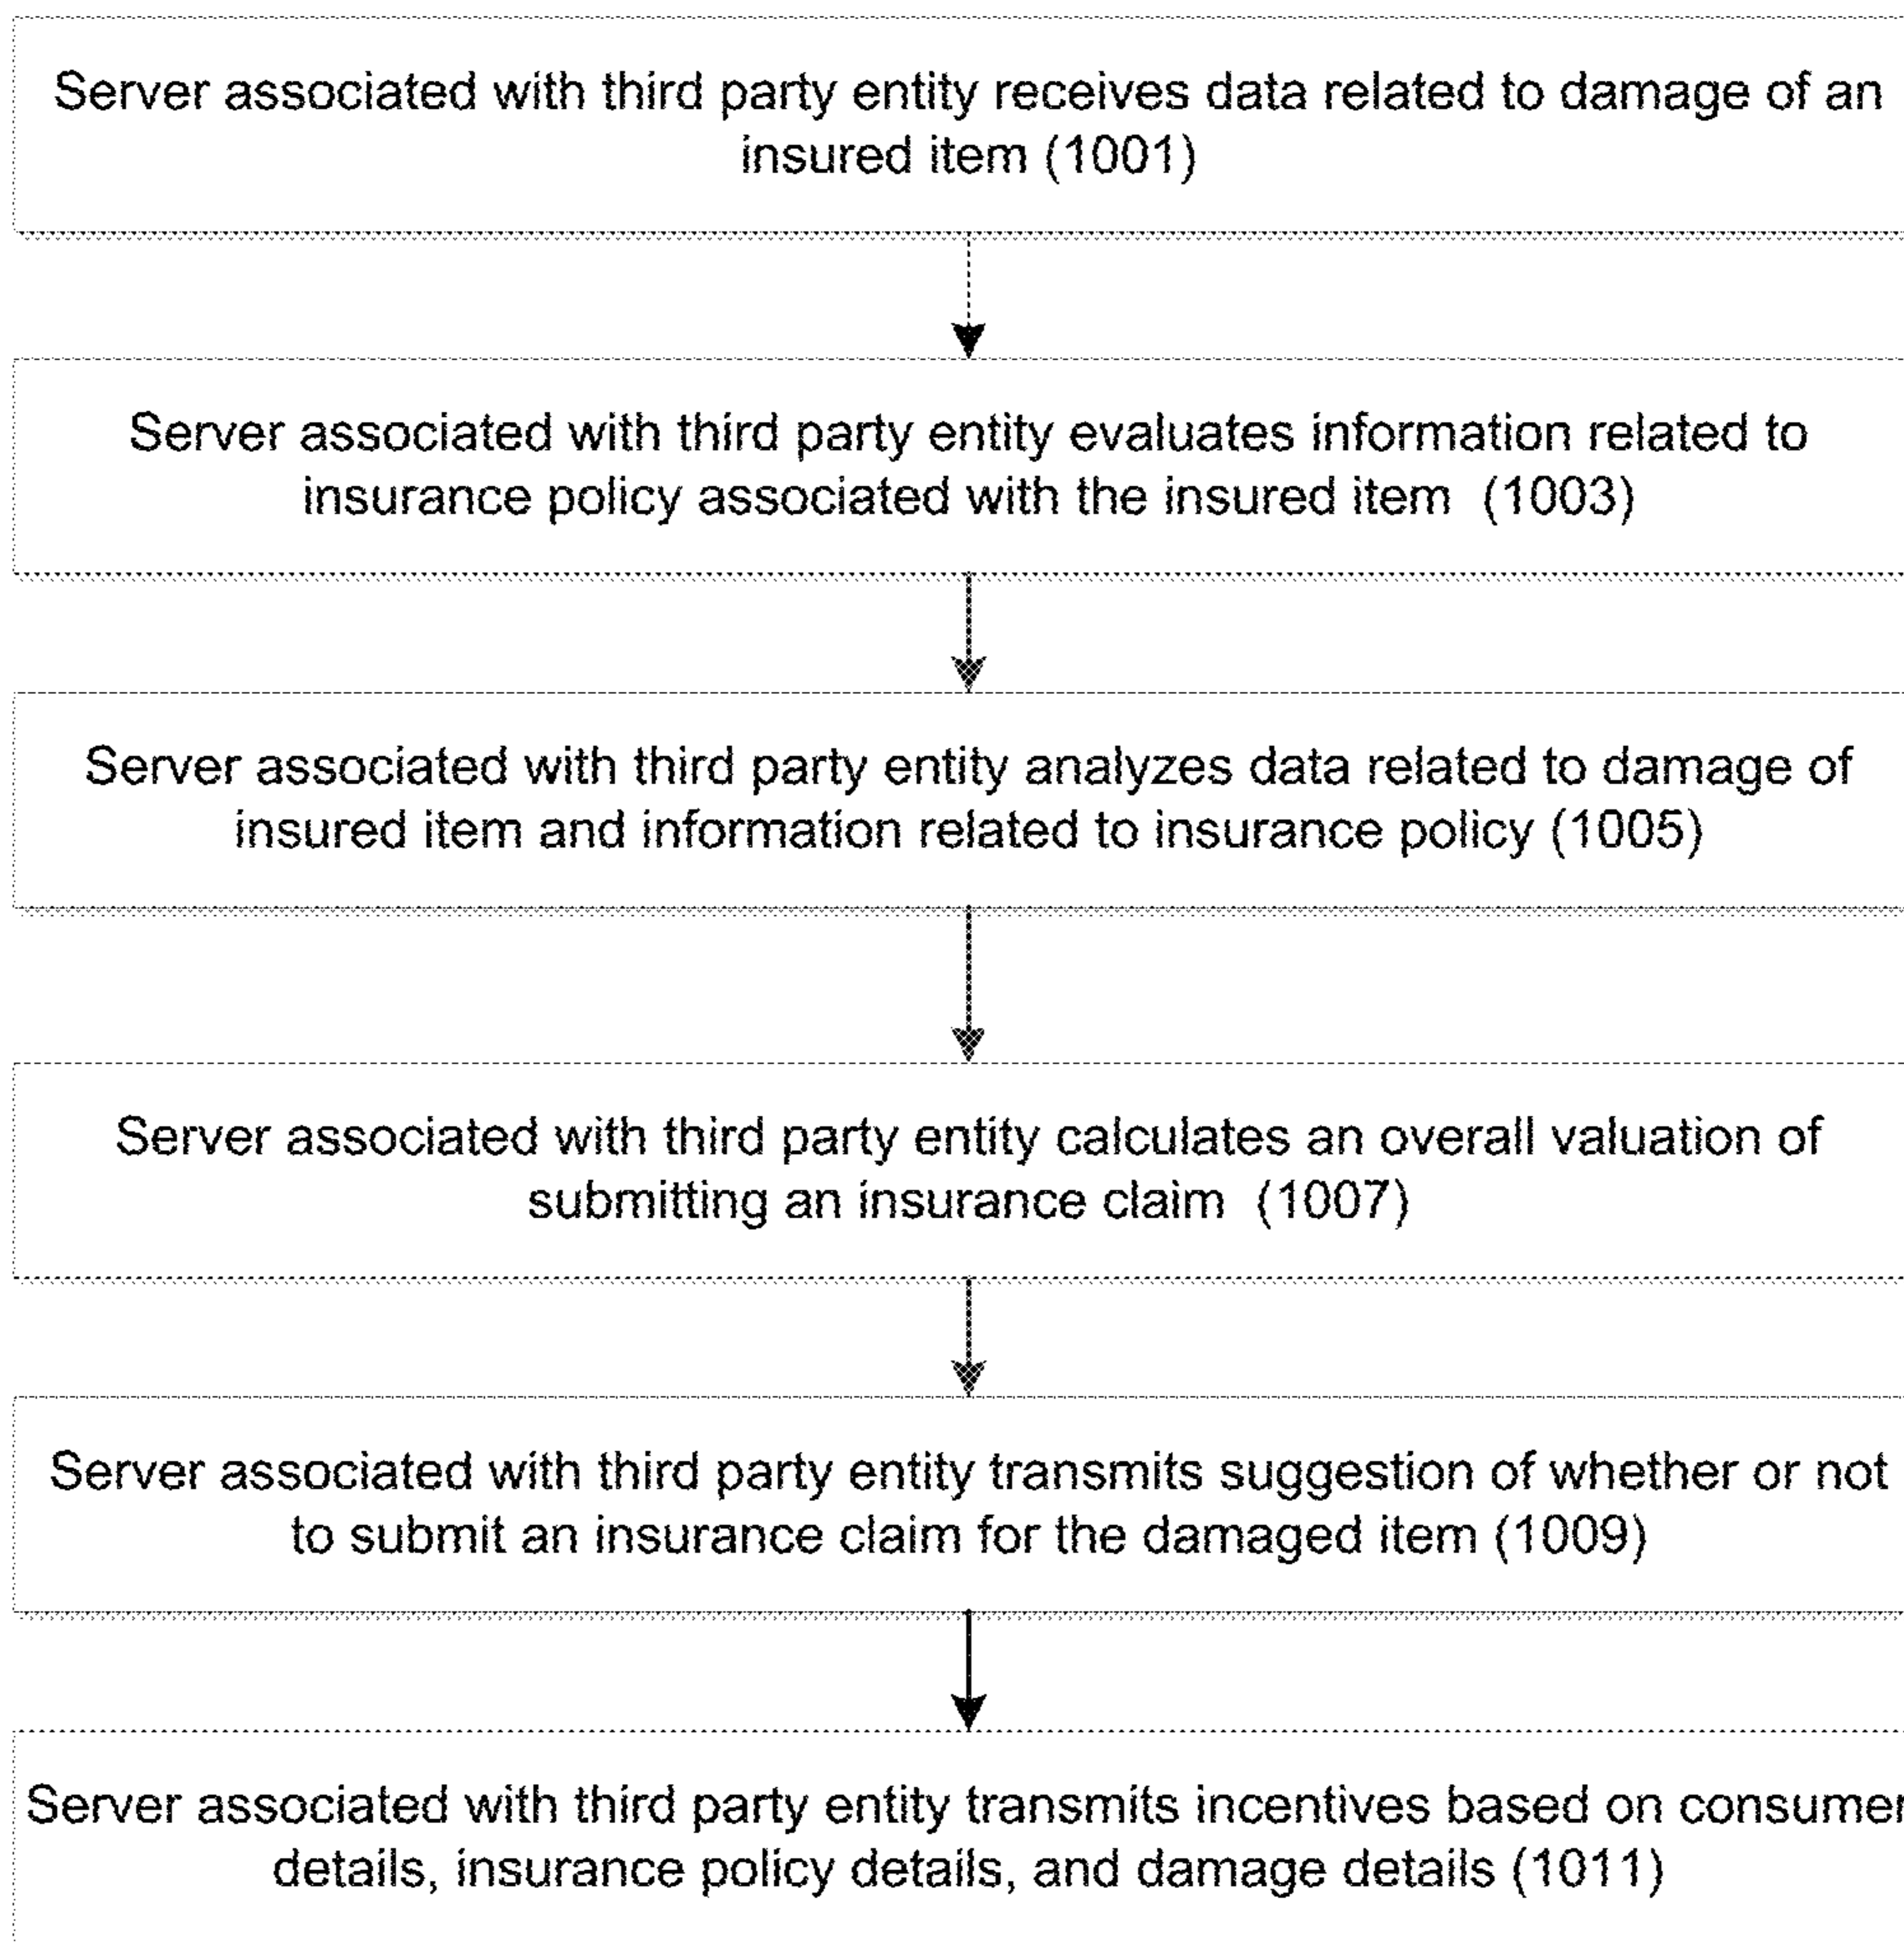 Server associated with third party entity receives data related to damage of an
insured item (1001)
Server associated with third party entity evaluates information related to
insurance policy associated with the insured item (1003)
Server associated with third party entity analyzes data related to damage of
insured item and information related to insurance policy (1005)
Server associated with third party entity calculates an overall valuation of
submitting an insurance claim (1007)
Server associated with third party entity transmits suggestion of whether or not
to submit an insurance claim for the damaged item (1009)
Server associated with third party entity transmits incentives based on consumer
details, insurance policy details, and damage details (1011)